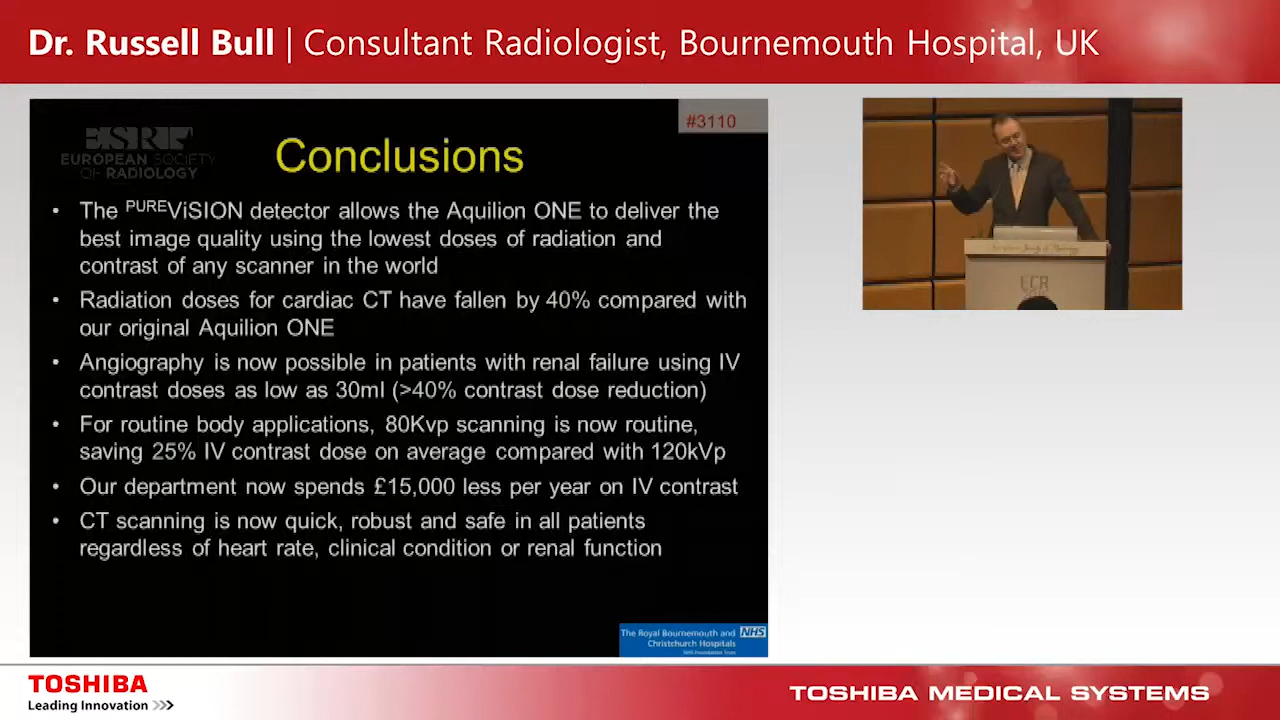 Dr. Russell Bull | Consultant Radiologist, Bournemouth Hospital, UK
#3110
ESR
EUROPEAN SOCIETY
OF RADIOLOGY
Conclusions
• The PUREViSION detector allows the Aquilion ONE to deliver the
best image quality using the lowest doses of radiation and
contrast of any scanner in the world
• Radiation doses for cardiac CT have fallen by 40% compared with
our original Aquilion ONE
• Angiography is now possible in patients with renal failure using IV
contrast doses as low as 30ml (>40% contrast dose reduction)
• For routine body applications, 80Kvp scanning is now routine,
saving 25% IV contrast dose on average compared with 120kVp
• Our department now spends £15,000 less per year on IV contrast
• CT scanning is now quick, robust and safe in all patients
regardless of heart rate, clinical condition or renal function
The Royal Bournemouth and NHS
Christchurch Hospitals
NHS Foundation Trust
ECR
TOSHIBA
Leading Innovation >>>
TOSHIBA MEDICAL SYSTEMS